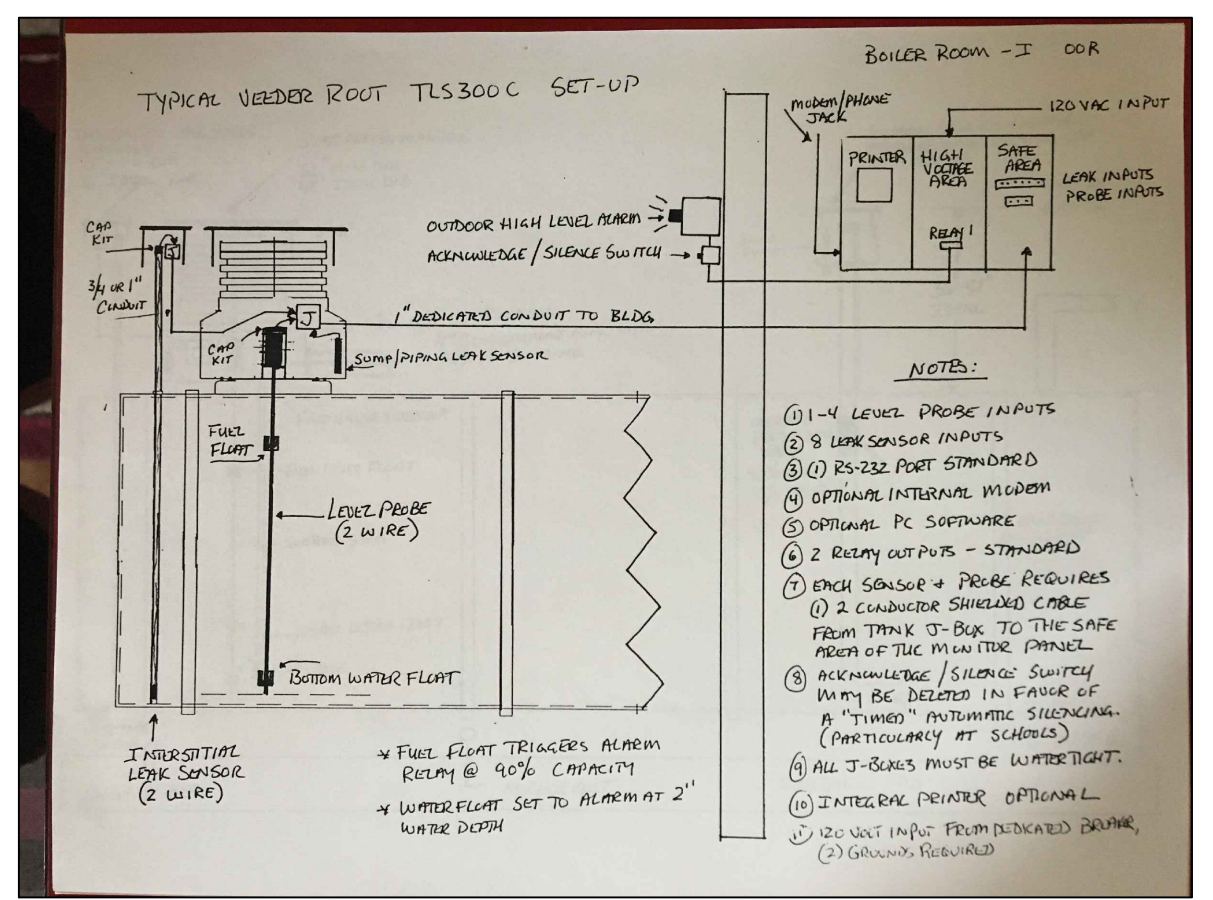 BOILER ROOM - I OOR
TYPICAL VEEDER ROOT TLS300C SET-UP
MODEM/PHONE
JACK
120 VAC INPUT
PRINTER
HIGH
VOLTAGE
AREA
SAFE
AREA
LEAK INPUTS
PROBE INPUTS
RELAY 1
OUTDOOR HIGH LEVEL ALARM
ACKNOWLEDGE / SILENCE SWITCH
CAP
KIT
J
3/4 OR 1"
CONDUIT
J
1" DEDICATED CONDUIT TO BLDG.
CAP
KIT
SUMP/PIPING LEAK SENSOR
FUEL
FLOAT
LEVEL PROBE
(2 WIRE)
BOTTOM WATER FLOAT
INTERSTITIAL
LEAK SENSOR
(2 WIRE)
* FUEL FLOAT TRIGGERS ALARM
RELAY @ 90% CAPACITY
* WATER FLOAT SET TO ALARM AT 2"
WATER DEPTH
NOTES:
① 1-4 LEVEL PROBE INPUTS
② 8 LEAK SENSOR INPUTS
③ (1) RS-232 PORT STANDARD
④ OPTIONAL INTERNAL MODEM
⑤ OPTIONAL PC SOFTWARE
⑥ 2 RELAY OUTPUTS - STANDARD
⑦ EACH SENSOR + PROBE REQUIRES
(1) 2 CONDUCTOR SHIELDED CABLE
FROM TANK J-BOX TO THE SAFE
AREA OF THE MONITOR PANEL
⑧ ACKNOWLEDGE / SILENCE SWITCH
MAY BE DELETED IN FAVOR OF
A "TIMED" AUTOMATIC SILENCING.
(PARTICULARLY AT SCHOOLS)
⑨ ALL J-BOXES MUST BE WATERTIGHT.
⑩ INTEGRAL PRINTER OPTIONAL
⑪ 120 VOLT INPUT FROM DEDICATED BREAKER,
(2) GROUNDS REQUIRED